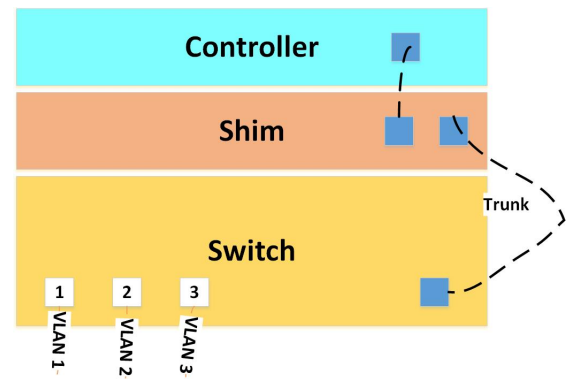 Controller
Shim
Trunk
Switch
1 2 3
VLAN 1
VLAN 2
VLAN 3